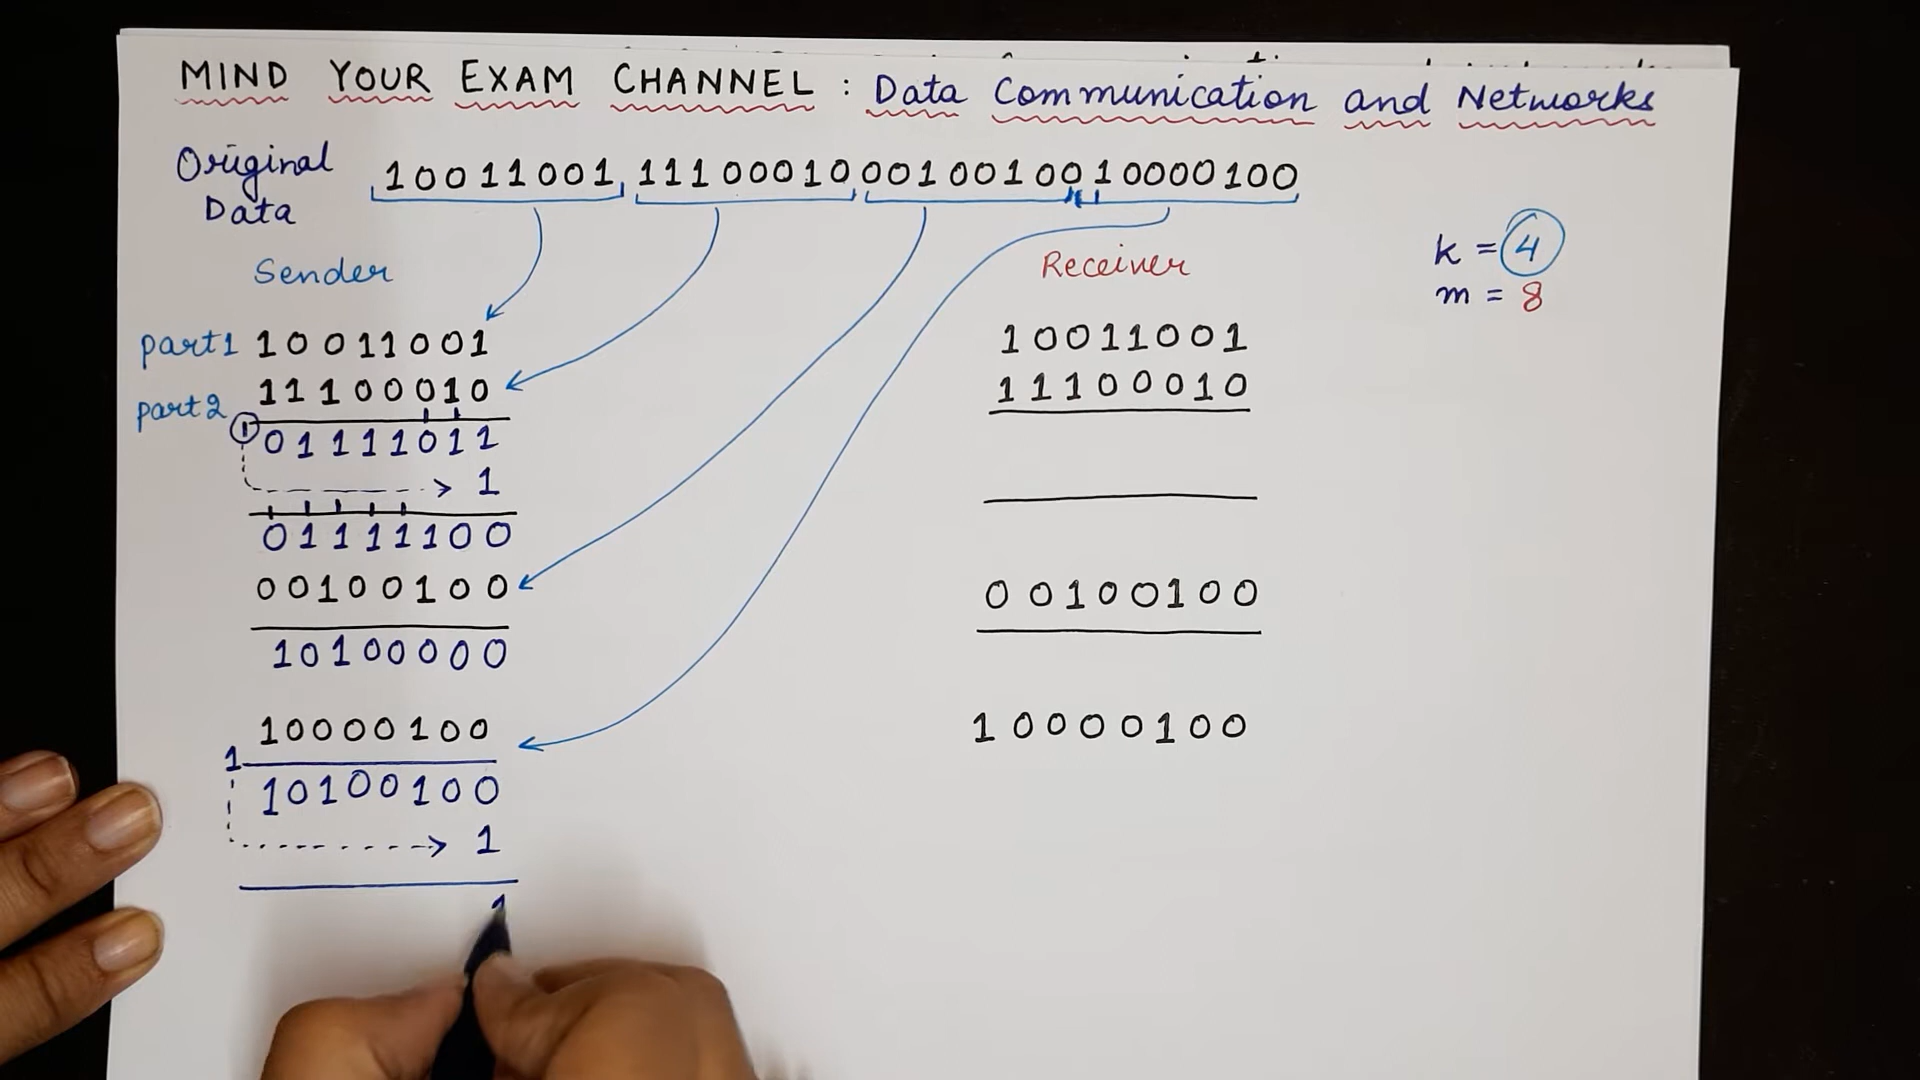 MIND YOUR EXAM CHANNEL : Data Communication and Networks
Original Data
10011001 11100010 00100100 10000100
Sender
Receiver
k = 4
m = 8
part1 10011001
part2 11100010
1 01111011
1
01111100
00100100
10100000
10000100
1
10100100
1
1
10011001
11100010
00100100
10000100